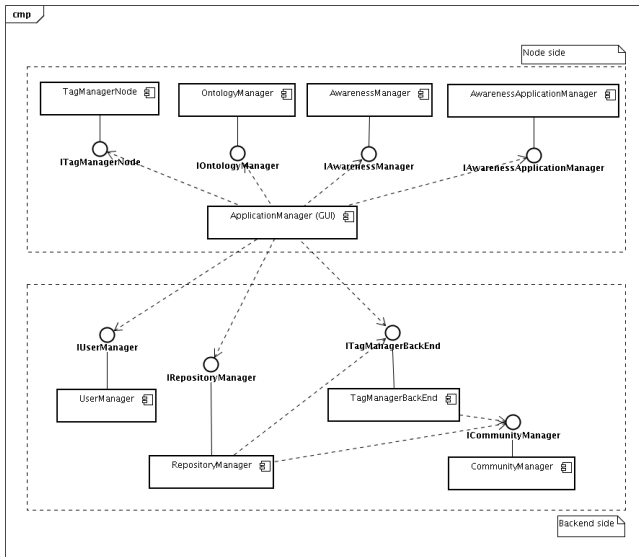 cmp
Node side
TagManagerNode
OntologyManager
AwarenessManager
AwarenessApplicationManager
ITagManagerNode
IOntologyManager
IAwarenessManager
IAwarenessApplicationManager
ApplicationManager (GUI)
IUserManager
ITagManagerBackEnd
IRepositoryManager
UserManager
TagManagerBackEnd
ICommunityManager
RepositoryManager
CommunityManager
Backend side